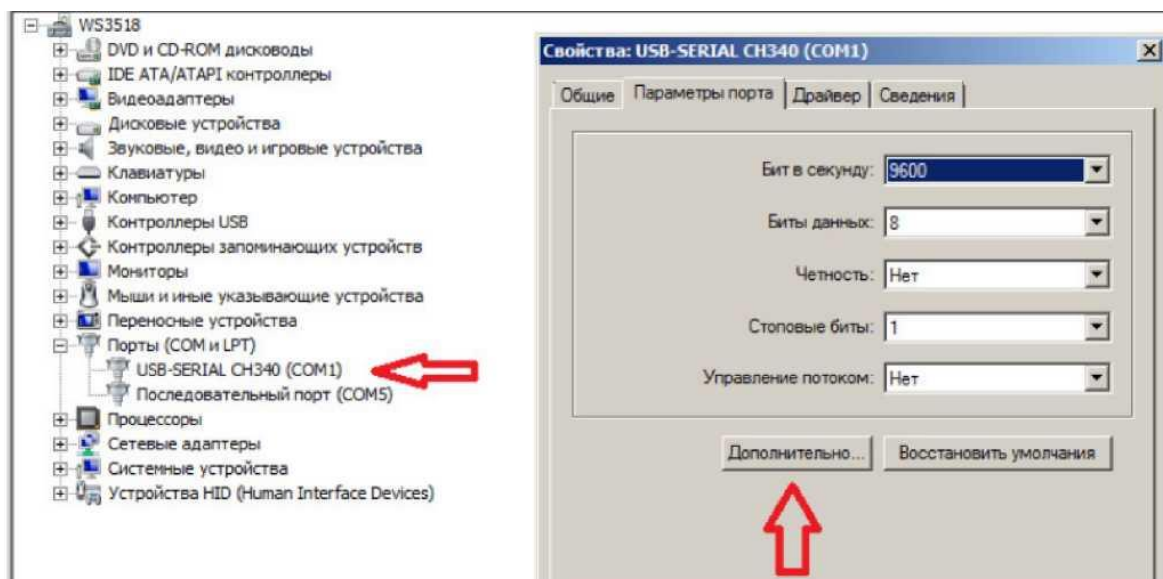 WS3518
DVD и CD-ROM дисководы
IDE ATA/ATAPI контроллеры
Видеоадаптеры
Дисковые устройства
Звуковые, видео и игровые устройства
Клавиатуры
Компьютер
Контроллеры USB
Контроллеры запоминающих устройств
Мониторы
Мыши и иные указывающие устройства
Переносные устройства
Порты (COM и LPT)
USB-SERIAL CH340 (COM1)
Последовательный порт (COM5)
Процессоры
Сетевые адаптеры
Системные устройства
Устройства HID (Human Interface Devices)
Свойства: USB-SERIAL CH340 (COM1)
Общие Параметры порта Драйвер Сведения
Бит в секунду: 9600
Биты данных: 8
Четность: Нет
Стоповые биты: 1
Управление потоком: Нет
Дополнительно... Восстановить умолчания